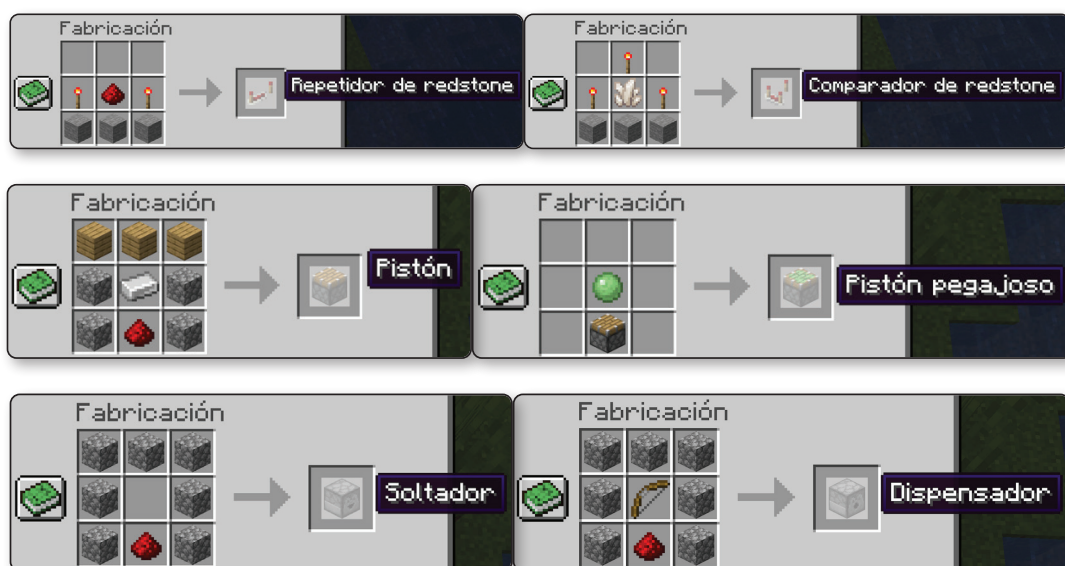 Fabricación
Repetidor de redstone
Fabricación
Comparador de redstone
Fabricación
Pistón
Fabricación
Pistón pegajoso
Fabricación
Soltador
Fabricación
Dispensador